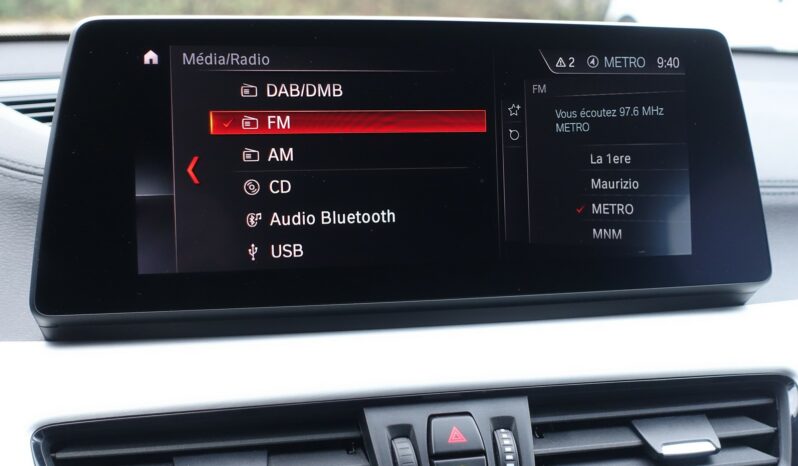 Média/Radio
2 METRO 9:40
DAB/DMB
FM
AM
CD
Audio Bluetooth
USB
FM
Vous écoutez 97.6 MHz
METRO
La 1ere
Maurizio
METRO
MNM